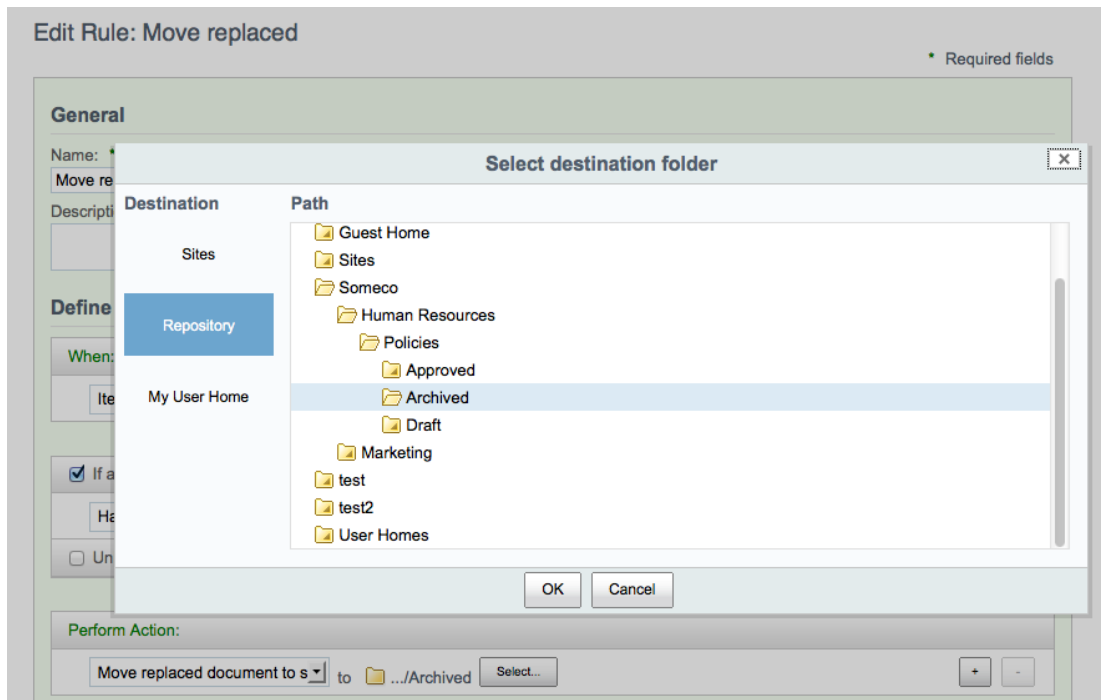 Edit Rule: Move replaced
* Required fields
General
Name: *
Move re
Descripti
Select destination folder
x
Destination
Path
Sites
Repository
My User Home
Guest Home
Sites
Someco
Human Resources
Policies
Approved
Archived
Draft
Marketing
test
test2
User Homes
OK
Cancel
Define
When:
Ite
If a
Ha
Un
Perform Action:
Move replaced document to s
to
.../Archived
Select...
+
-